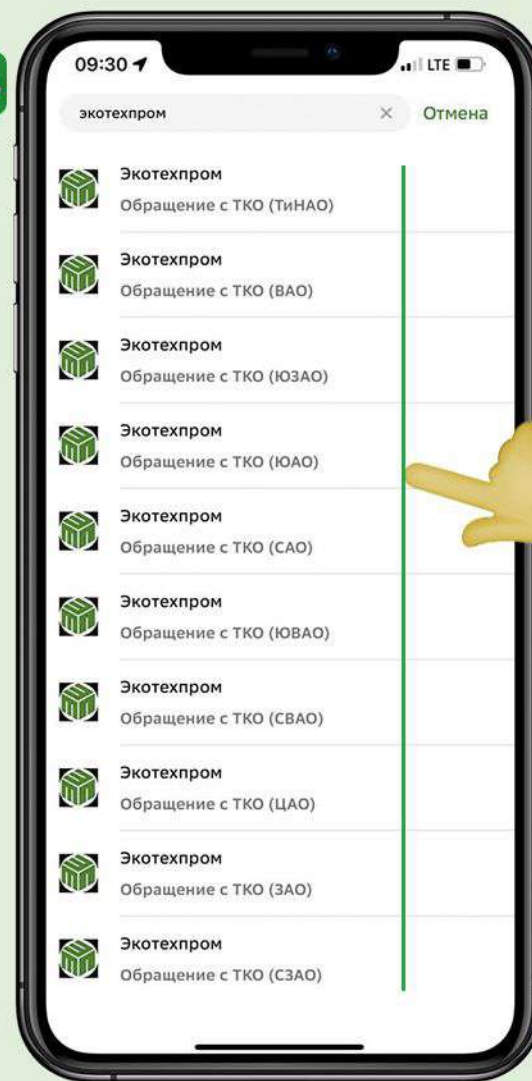 09:30
LTE
экотехпром
Отмена
Экотехпром
Обращение с ТКО (ТиНАО)
Экотехпром
Обращение с ТКО (ВАО)
Экотехпром
Обращение с ТКО (ЮЗАО)
Экотехпром
Обращение с ТКО (ЮАО)
Экотехпром
Обращение с ТКО (САО)
Экотехпром
Обращение с ТКО (ЮВАО)
Экотехпром
Обращение с ТКО (СВАО)
Экотехпром
Обращение с ТКО (ЦАО)
Экотехпром
Обращение с ТКО (ЗАО)
Экотехпром
Обращение с ТКО (СЗАО)